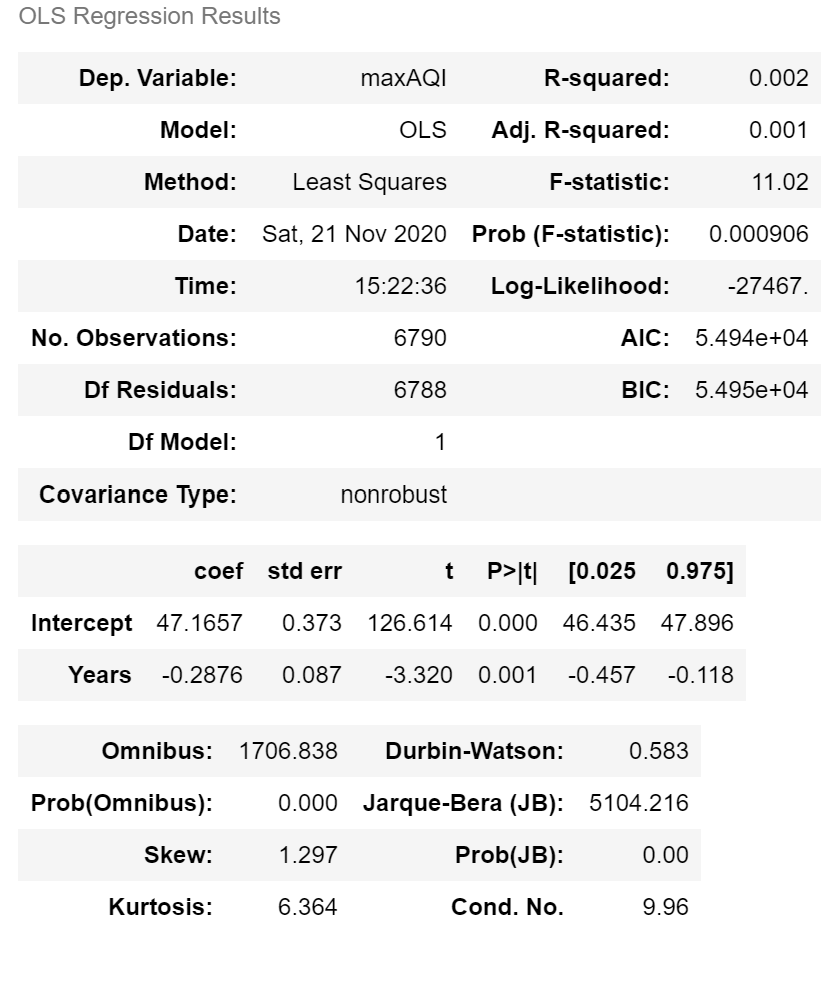 OLS Regression Results
Dep. Variable: maxAQI R-squared: 0.002
Model: OLS Adj. R-squared: 0.001
Method: Least Squares F-statistic: 11.02
Date: Sat, 21 Nov 2020 Prob (F-statistic): 0.000906
Time: 15:22:36 Log-Likelihood: -27467.
No. Observations: 6790 AIC: 5.494e+04
Df Residuals: 6788 BIC: 5.495e+04
Df Model: 1
Covariance Type: nonrobust
coef std err t P>|t| [0.025 0.975]
Intercept 47.1657 0.373 126.614 0.000 46.435 47.896
Years -0.2876 0.087 -3.320 0.001 -0.457 -0.118
Omnibus: 1706.838 Durbin-Watson: 0.583
Prob(Omnibus): 0.000 Jarque-Bera (JB): 5104.216
Skew: 1.297 Prob(JB): 0.00
Kurtosis: 6.364 Cond. No. 9.96